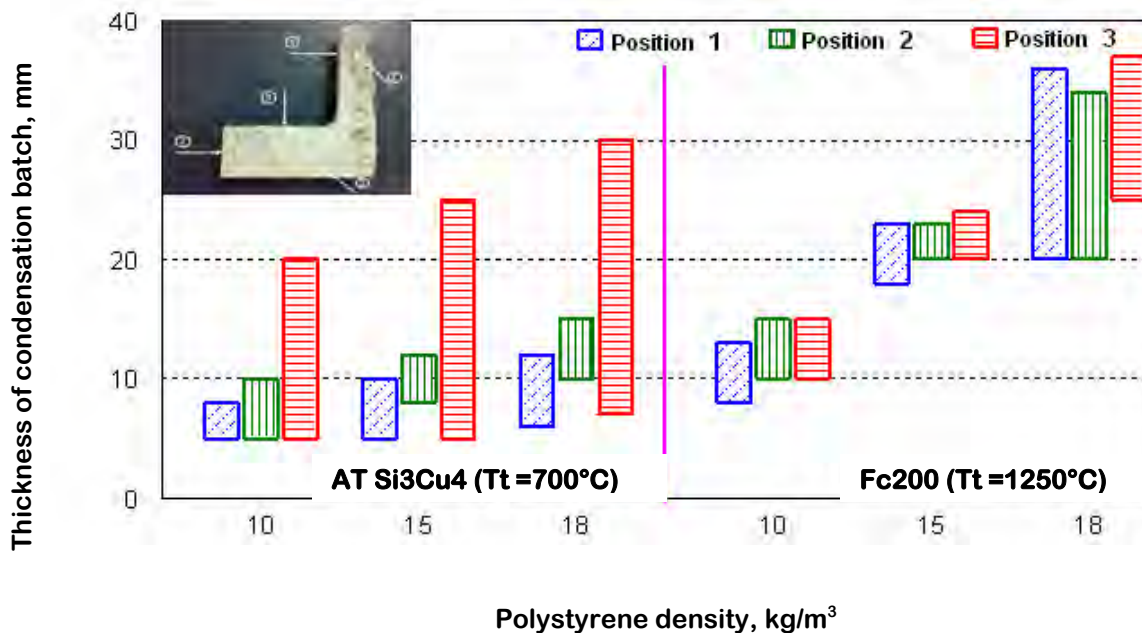 Thickness of condensation batch, mm
40
30
20
10
0
Position 1
Position 2
Position 3
AT Si3Cu4 (Tt =700°C)
Fc200 (Tt =1250°C)
10 15 18 10 15 18
Polystyrene density, kg/m³